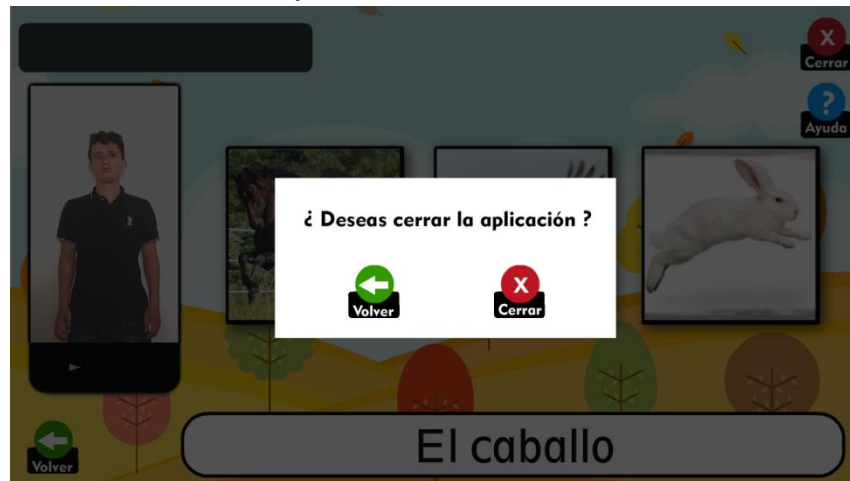 X
Cerrar
?
Ayuda
¿ Deseas cerrar la aplicación ?
Volver
X
Cerrar
Volver
El caballo